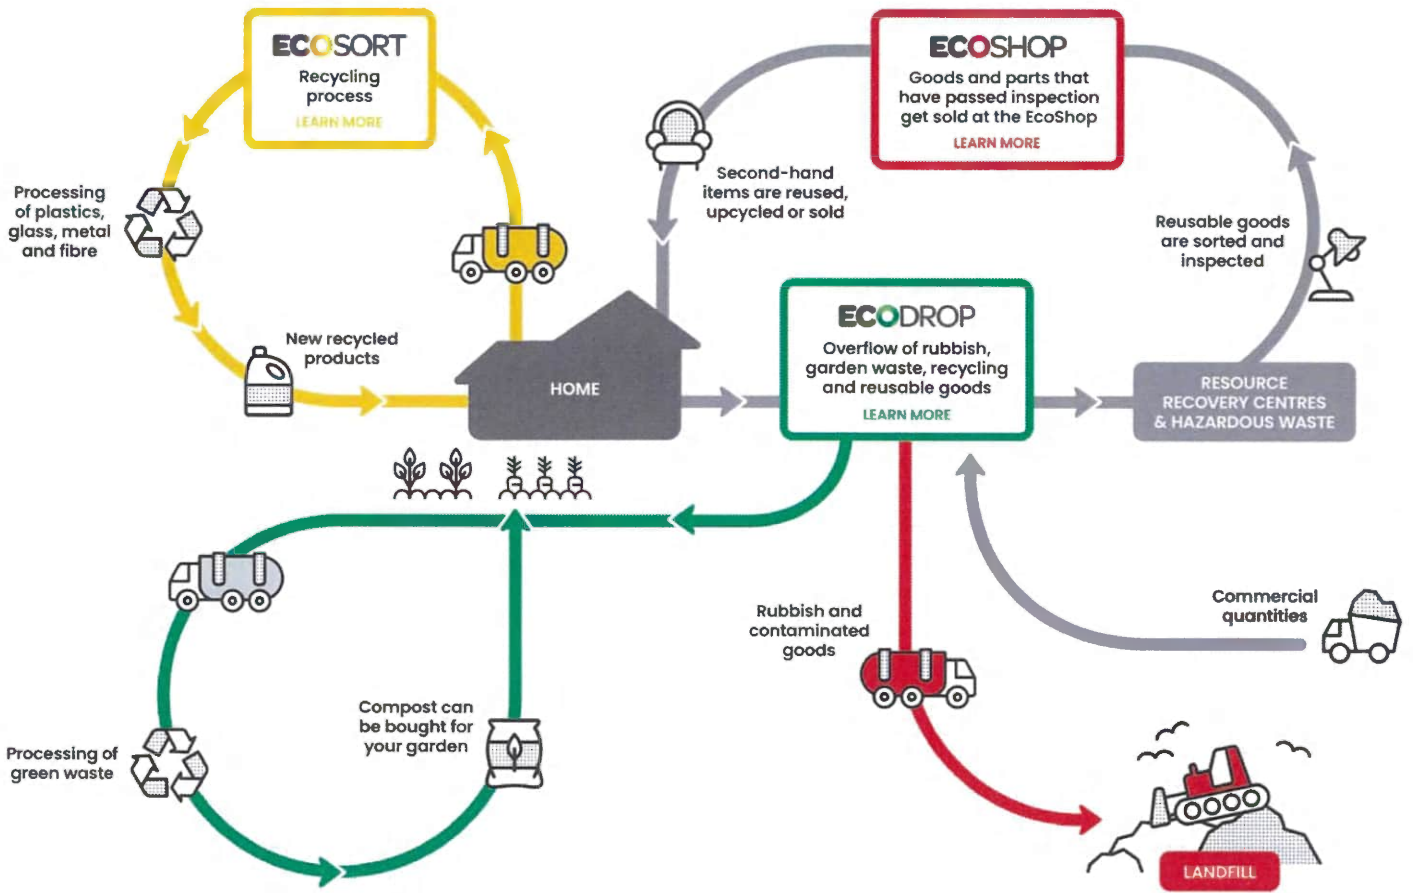 ECOSORT
Recycling
process
LEARN MORE
ECOSHOP
Goods and parts that
have passed inspection
get sold at the EcoShop
LEARN MORE
Processing
of plastics,
glass, metal
and fibre
Second-hand
items are reused,
upcycled or sold
Reusable goods
are sorted and
inspected
New recycled
products
HOME
ECODROP
Overflow of rubbish,
garden waste, recycling
and reusable goods
LEARN MORE
RESOURCE
RECOVERY CENTRES
& HAZARDOUS WASTE
Commercial
quantities
Rubbish and
contaminated
goods
Compost can
be bought for
your garden
Processing of
green waste
LANDFILL